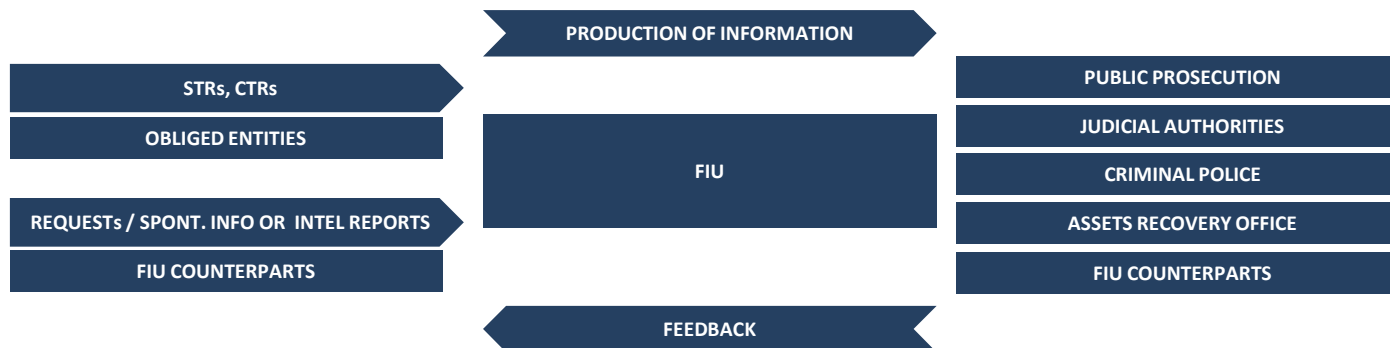 PRODUCTION OF INFORMATION
STRs, CTRs
OBLIGED ENTITIES
REQUESTs / SPONT. INFO OR INTEL REPORTS
FIU COUNTERPARTS
FIU
PUBLIC PROSECUTION
JUDICIAL AUTHORITIES
CRIMINAL POLICE
ASSETS RECOVERY OFFICE
FIU COUNTERPARTS
FEEDBACK